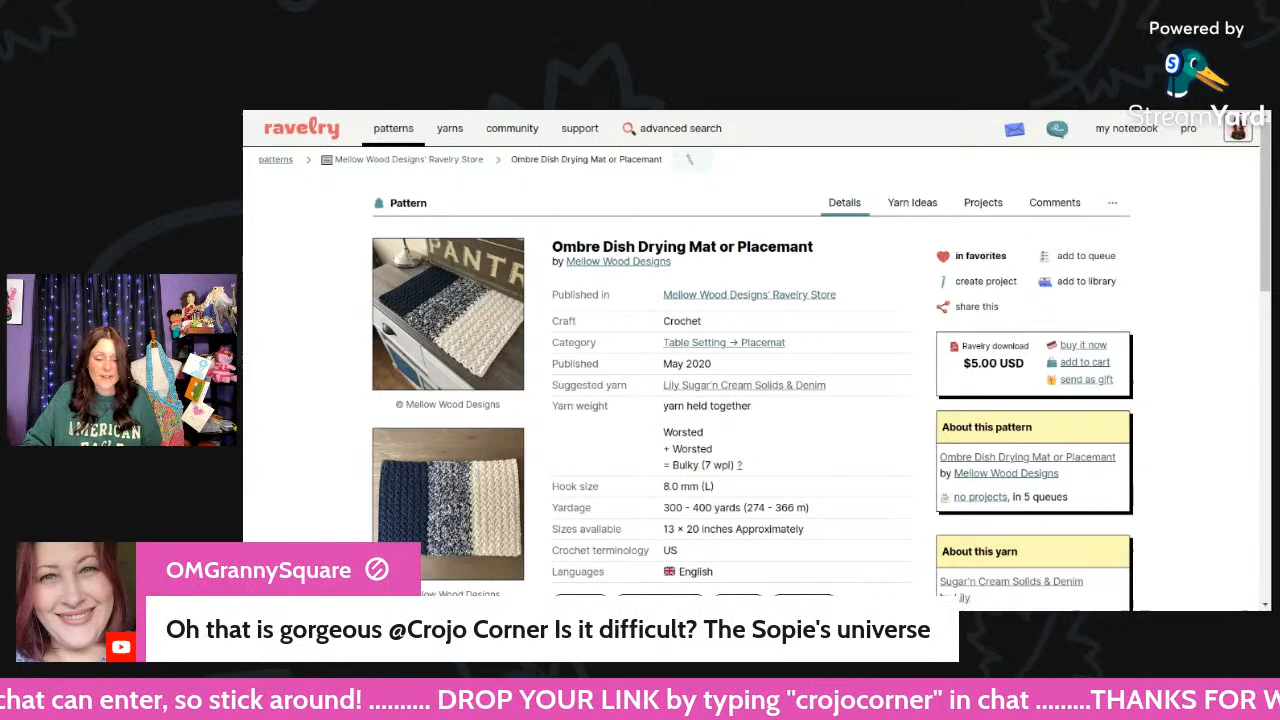 Powered by
StreamYard
ravelry
patterns
yarns
community
support
advanced search
my notebook
pro
patterns
Mellow Wood Designs' Ravelry Store
Ombre Dish Drying Mat or Placemant
Pattern
Details
Yarn Ideas
Projects
Comments
...
PANTR
© Mellow Wood Designs
Ombre Dish Drying Mat or Placemant
by Mellow Wood Designs
Published in Mellow Wood Designs' Ravelry Store
Craft Crochet
Category Table Setting → Placemat
Published May 2020
Suggested yarn Lily Sugar'n Cream Solids & Denim
Yarn weight yarn held together
Worsted
+ Worsted
= Bulky (7 wpi) ?
Hook size 8.0 mm (L)
Yardage 300 - 400 yards (274 - 366 m)
Sizes available 13 x 20 inches Approximately
Crochet terminology US
Languages English
in favorites
add to queue
create project
add to library
share this
Ravelry download
$5.00 USD
buy it now
add to cart
send as gift
About this pattern
Ombre Dish Drying Mat or Placemant
by Mellow Wood Designs
no projects, in 5 queues
About this yarn
Sugar'n Cream Solids & Denim
by Lily
AMERICAN
OMGrannySquare
Oh that is gorgeous @Crojo Corner Is it difficult? The Sopie's universe
chat can enter, so stick around! .......... DROP YOUR LINK by typing "crojocorner" in chat .........THANKS FOR W